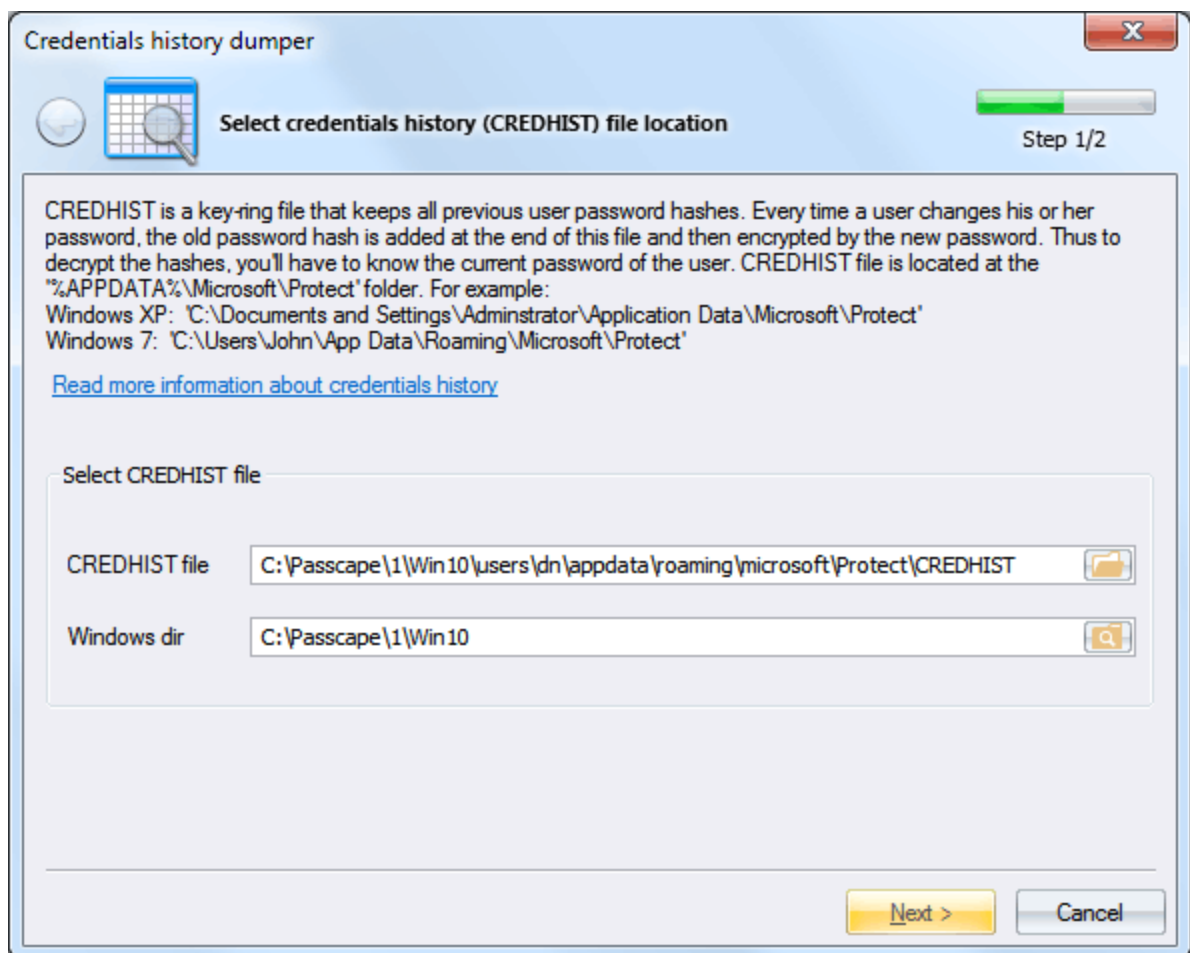 Credentials history dumper
Select credentials history (CREDHIST) file location
Step 1/2
CREDHIST is a key-ring file that keeps all previous user password hashes. Every time a user changes his or her
password, the old password hash is added at the end of this file and then encrypted by the new password. Thus to
decrypt the hashes, you'll have to know the current password of the user. CREDHIST file is located at the
"%APPDATA%\Microsoft\Protect" folder. For example:
Windows XP: "C:\Documents and Settings\Adminstrator\Application Data\Microsoft\Protect"
Windows 7: "C:\Users\John\App Data\Roaming\Microsoft\Protect"
Read more information about credentials history
Select CREDHIST file
CREDHIST file
C:\Passcape\1\Win10\users\dn\appdata\roaming\microsoft\Protect\CREDHIST
Windows dir
C:\Passcape\1\Win10
Next >
Cancel